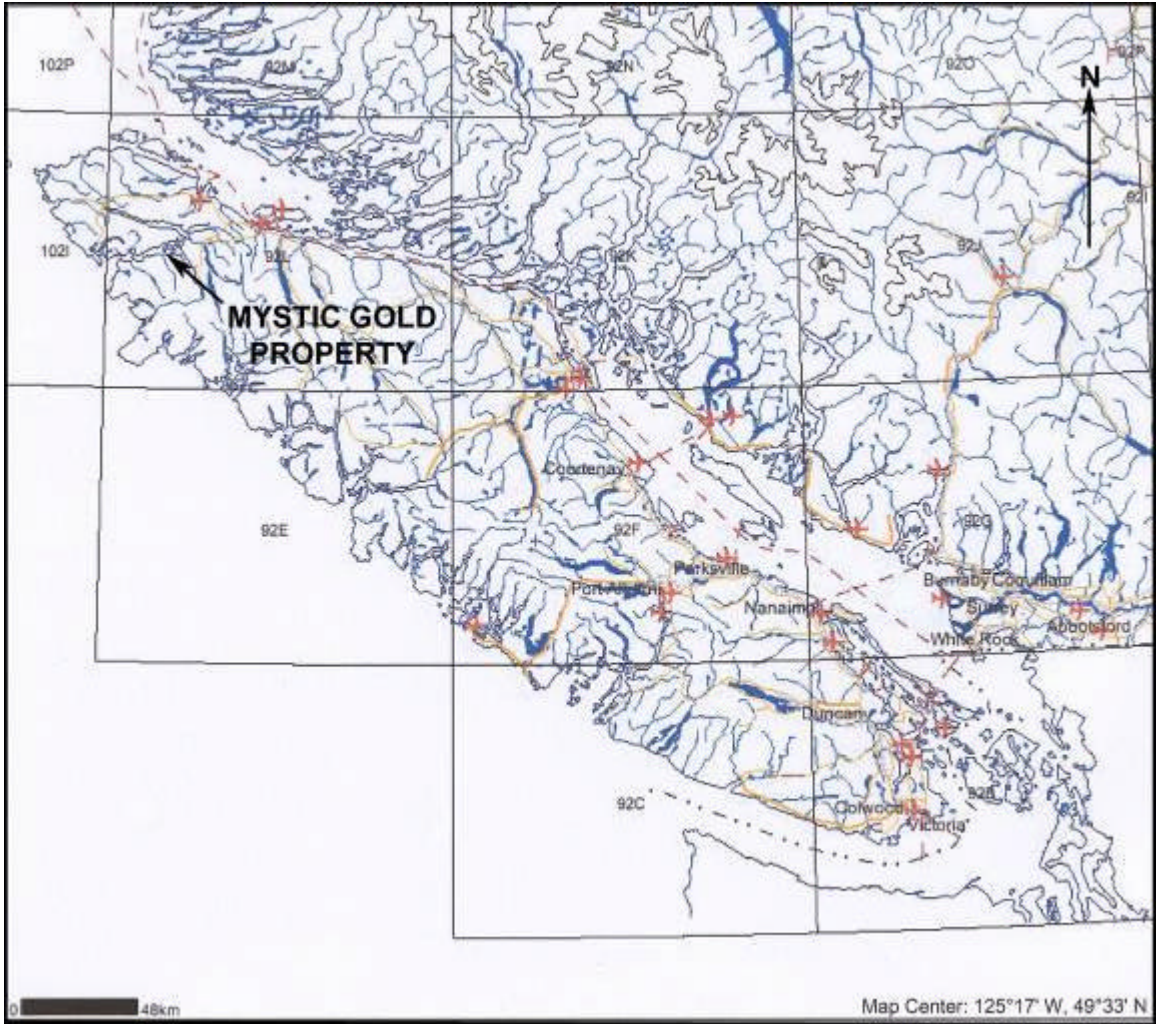 102P
92M
92N
92O
92P
N
92I
102I
92L
92K
92J
MYSTIC GOLD
PROPERTY
Courtenay
92E
92F
92G
Parksville
Port Alberni
Nanaimo
Burnaby
Coquitlam
Surrey
Abbotsford
White Rock
Duncan
92C
92B
Colwood
Victoria
0
48km
Map Center: 125°17' W, 49°33' N